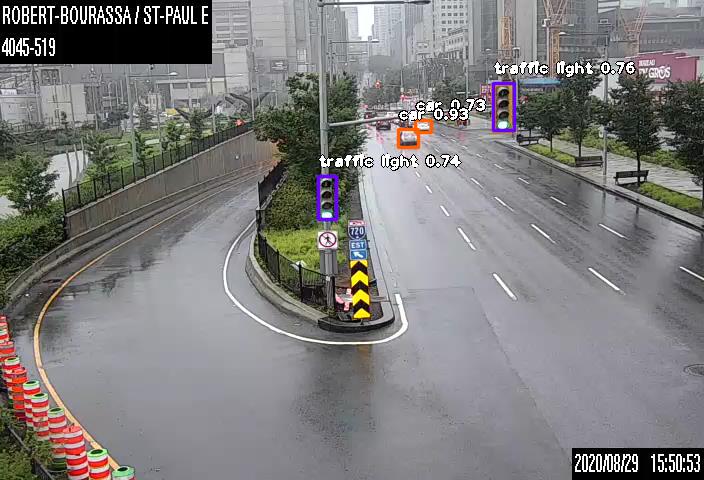 ROBERT-BOURASSA / ST-PAUL E
4045-519
traffic light 0.76
car 0.73
car 0.93
traffic light 0.74
BUREAU
720
EST
2020/08/29 15:50:53